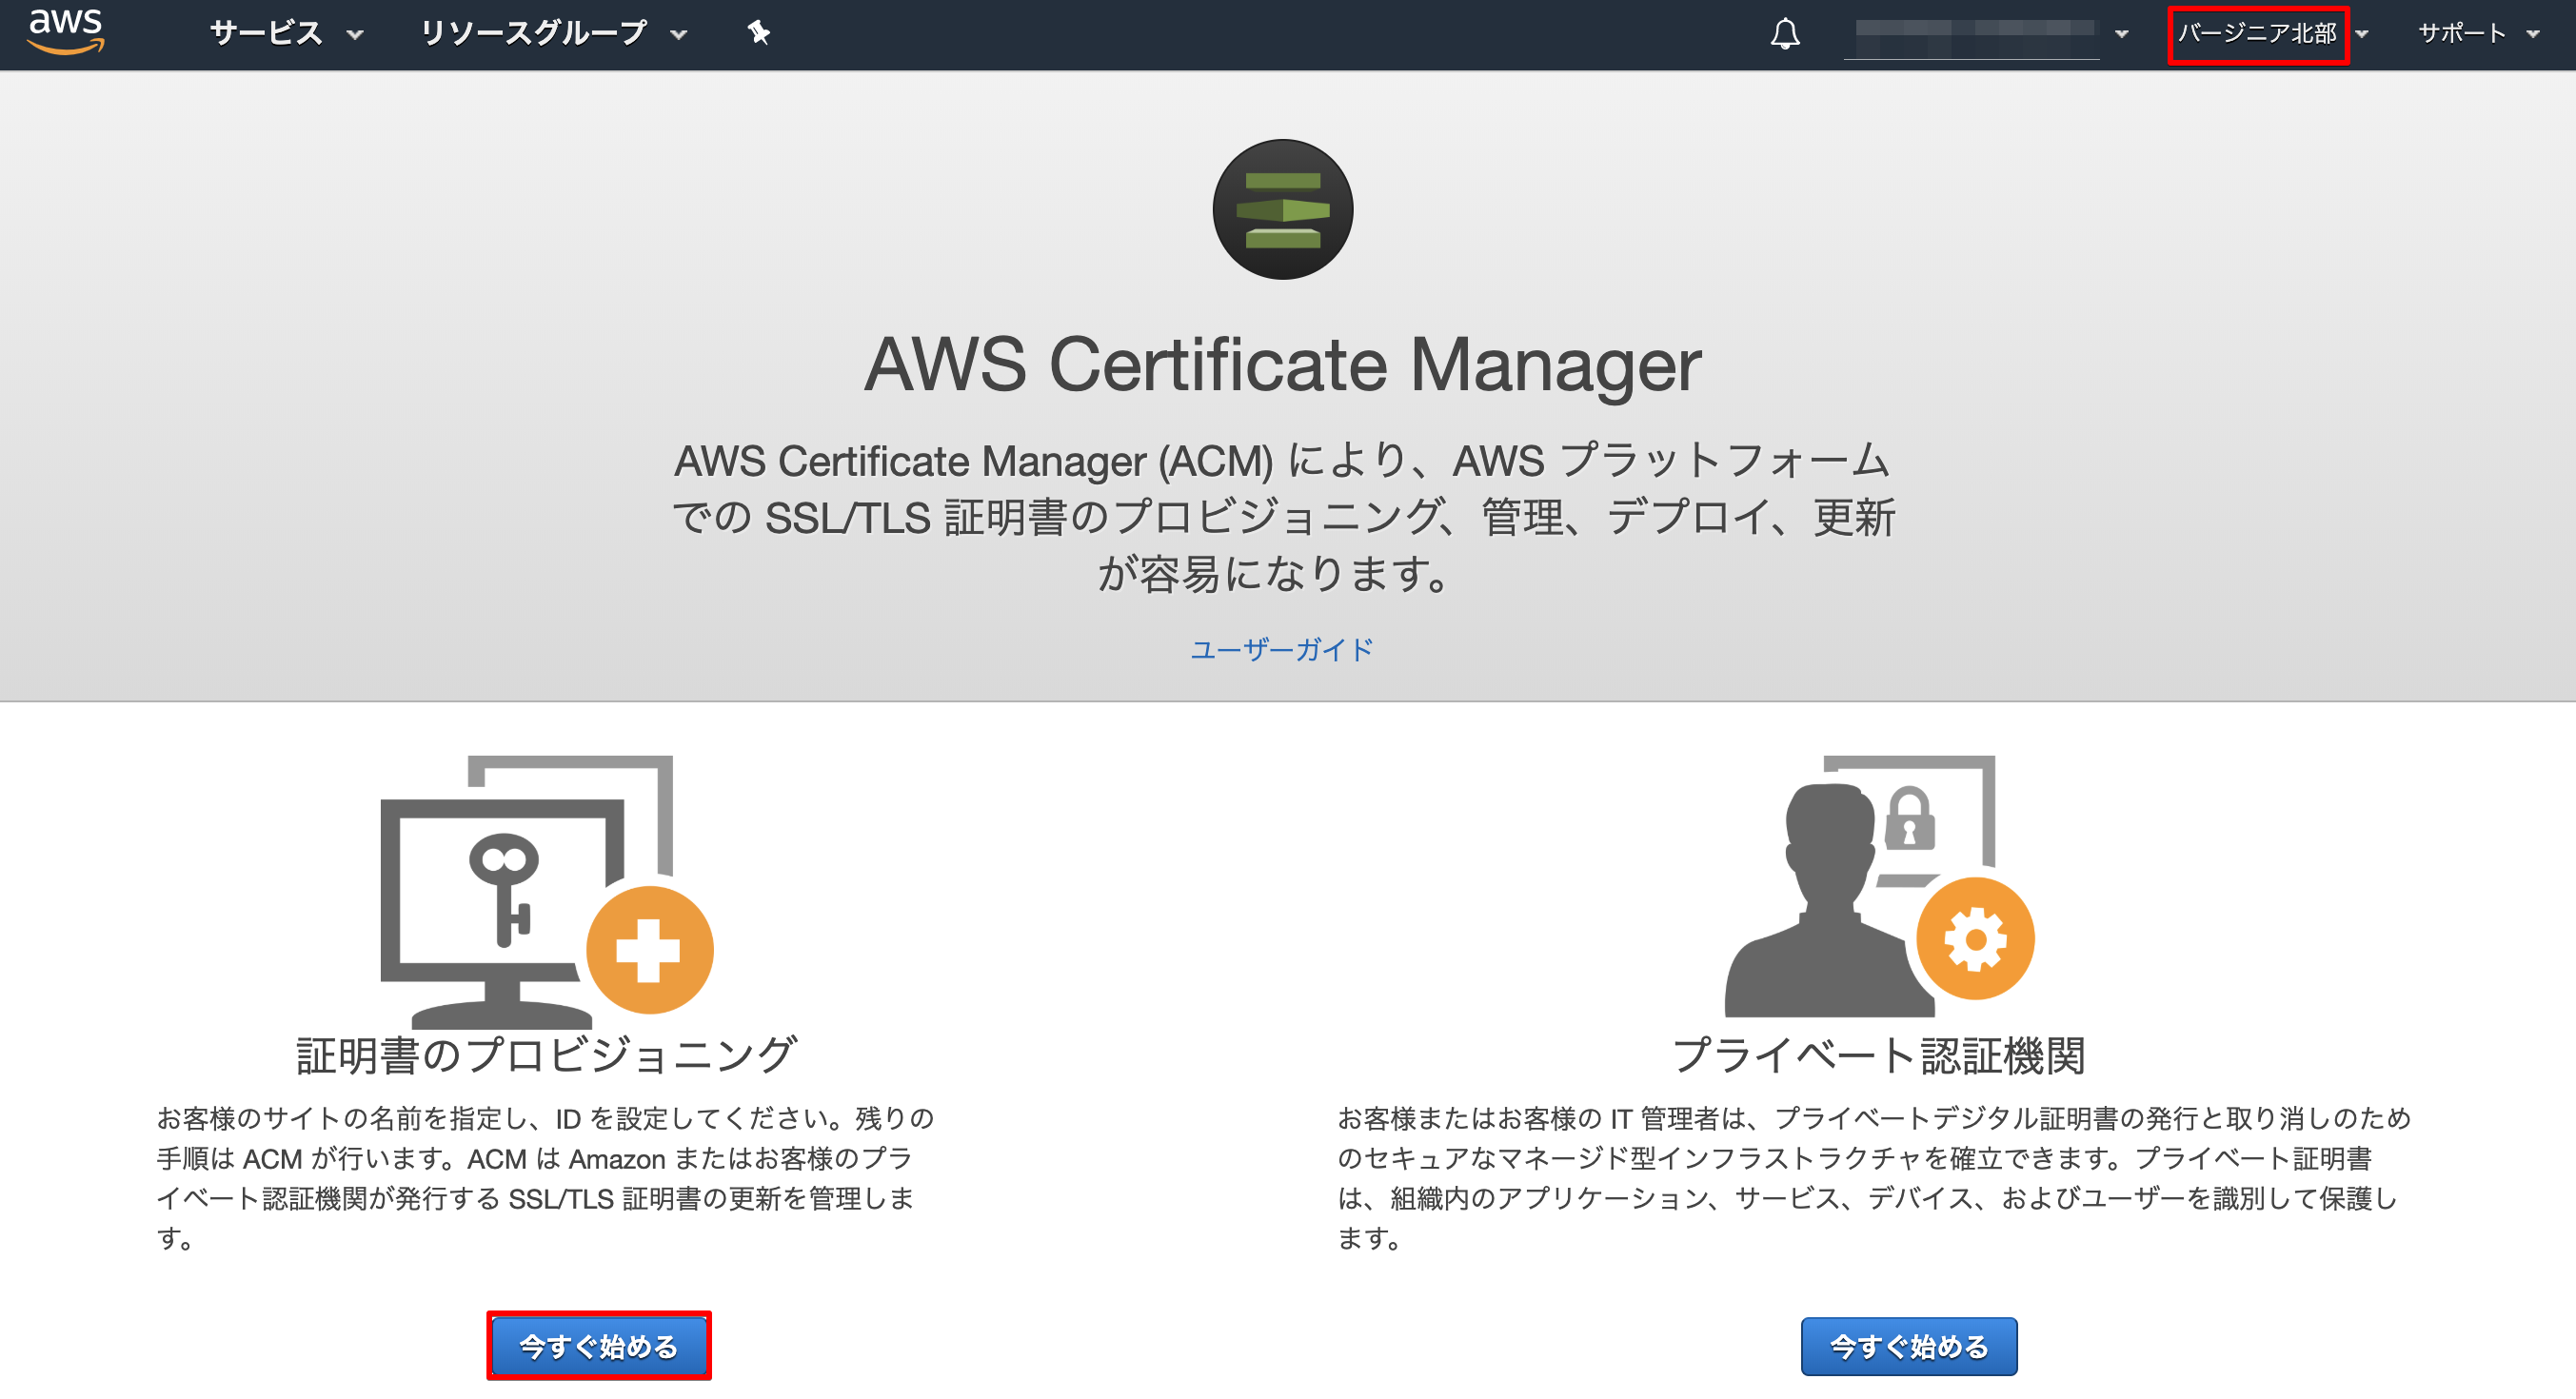 aws
サービス
リソースグループ
バージニア北部
サポート
AWS Certificate Manager
AWS Certificate Manager (ACM) により、AWS プラットフォーム
での SSL/TLS 証明書のプロビジョニング、管理、デプロイ、更新
が容易になります。
ユーザーガイド
証明書のプロビジョニング
お客様のサイトの名前を指定し、ID を設定してください。残りの
手順は ACM が行います。ACM は Amazon またはお客様のプラ
イベート認証機関が発行する SSL/TLS 証明書の更新を管理しま
す。
今すぐ始める
プライベート認証機関
お客様またはお客様の IT 管理者は、プライベートデジタル証明書の発行と取り消しのため
のセキュアなマネージド型インフラストラクチャを確立できます。プライベート証明書
は、組織内のアプリケーション、サービス、デバイス、およびユーザーを識別して保護し
ます。
今すぐ始める